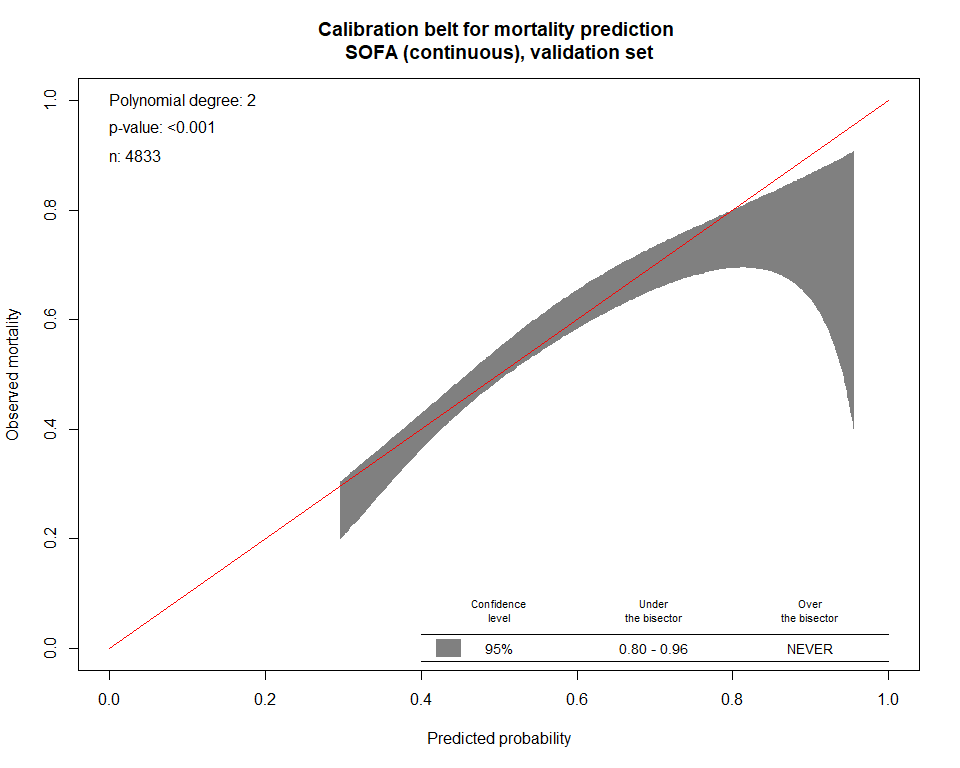 Calibration belt for mortality prediction
SOFA (continuous), validation set
Polynomial degree: 2
p-value: <0.001
n: 4833
Observed mortality
1.0
0.8
0.6
0.4
0.2
0.0
Confidence level
Under the bisector
Over the bisector
95%
0.80 - 0.96
NEVER
0.0 0.2 0.4 0.6 0.8 1.0
Predicted probability